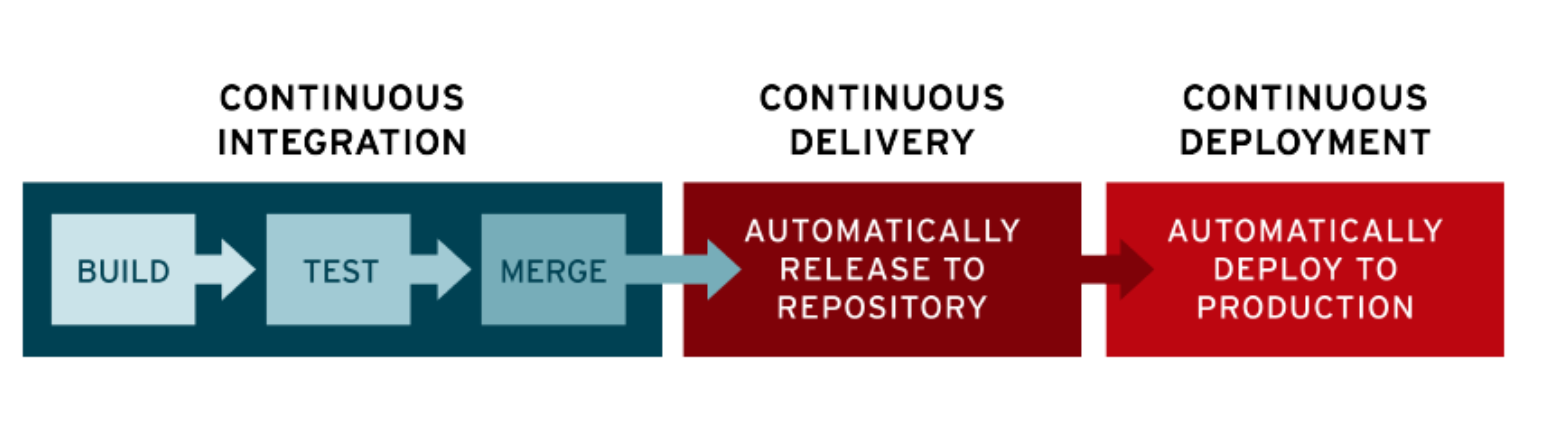 CONTINUOUS
INTEGRATION
BUILD
TEST
MERGE
CONTINUOUS
DELIVERY
AUTOMATICALLY
RELEASE TO
REPOSITORY
CONTINUOUS
DEPLOYMENT
AUTOMATICALLY
DEPLOY TO
PRODUCTION